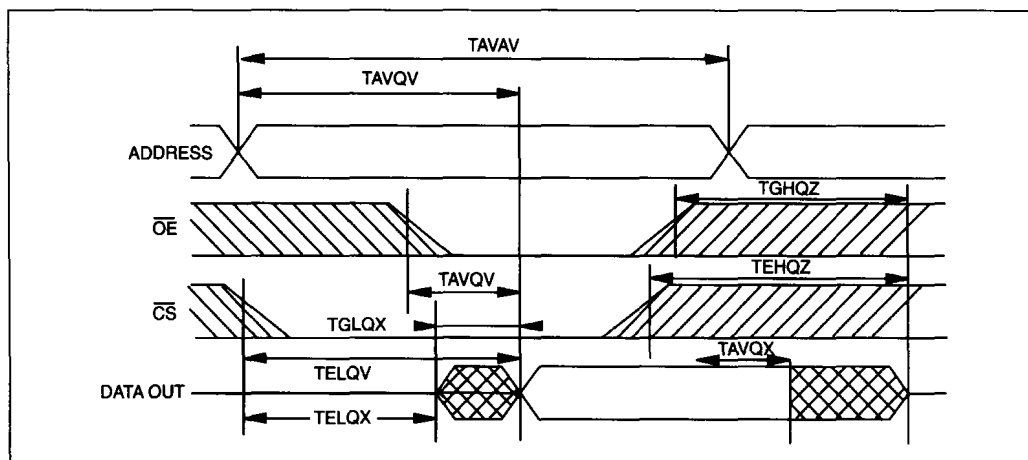 TAVAV
TAVQV
ADDRESS
TGHQZ
OE
TEHQZ
TAVQV
CS
TGLQX
TAVQX
TELQV
DATA OUT
TELQX